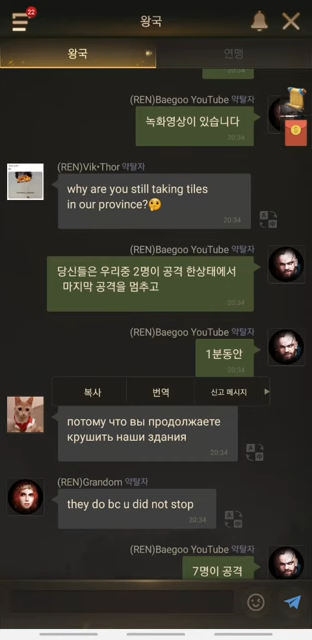 22
왕국
왕국
연맹
20:34
(REN)Baegoo YouTube 약탈자
녹화영상이 있습니다
20:34
(REN)Vik•Thor 약탈자
why are you still taking tiles
in our province?🤔
20:34
(REN)Baegoo YouTube 약탈자
당신들은 우리중 2명이 공격 한상태에서
마지막 공격을 멈추고
20:34
(REN)Baegoo YouTube 약탈자
1분동안
20:34
복사
번역
신고 메시지
потому что вы продолжаете
крушить наши здания
20:34
(REN)Grandom 약탈자
they do bc u did not stop
20:34
(REN)Baegoo YouTube 약탈자
7명이 공격